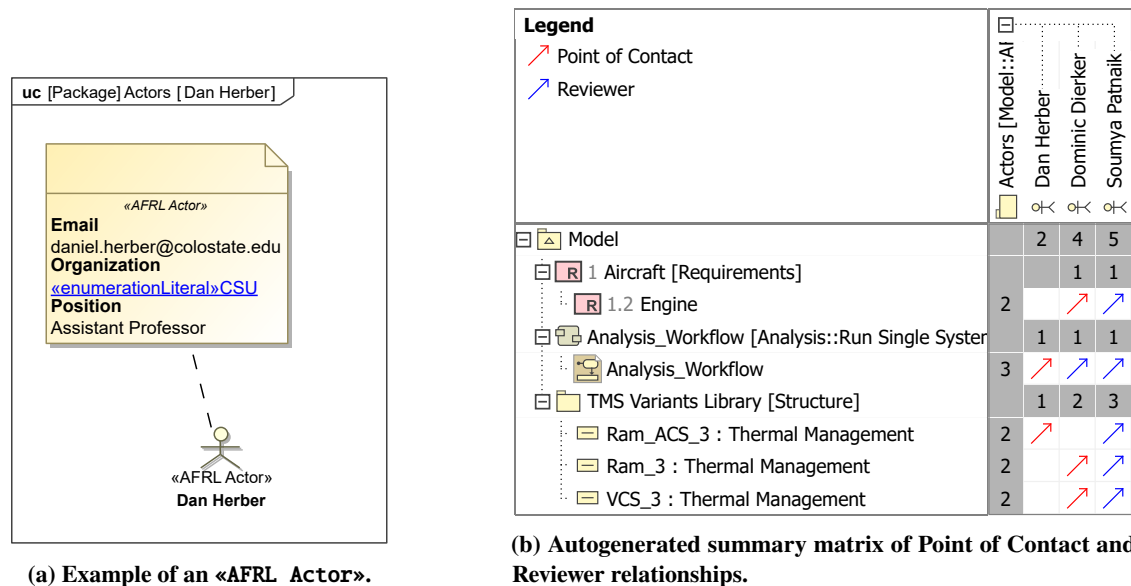 uc [Package] Actors [ Dan Herber]
«AFRL Actor»
Email
daniel.herber@colostate.edu
Organization
«enumerationLiteral»CSU
Position
Assistant Professor
«AFRL Actor»
Dan Herber
(a) Example of an «AFRL Actor».
Legend
Point of Contact
Reviewer
Actors [Model::AF
Dan Herber
Dominic Dierker
Soumya Patnaik
Model 2 4 5
R 1 Aircraft [Requirements] 1 1
R 1.2 Engine 2
Analysis_Workflow [Analysis::Run Single Syster 1 1 1
Analysis_Workflow 3
TMS Variants Library [Structure] 1 2 3
Ram_ACS_3 : Thermal Management 2
Ram_3 : Thermal Management 2
VCS_3 : Thermal Management 2
(b) Autogenerated summary matrix of Point of Contact and
Reviewer relationships.